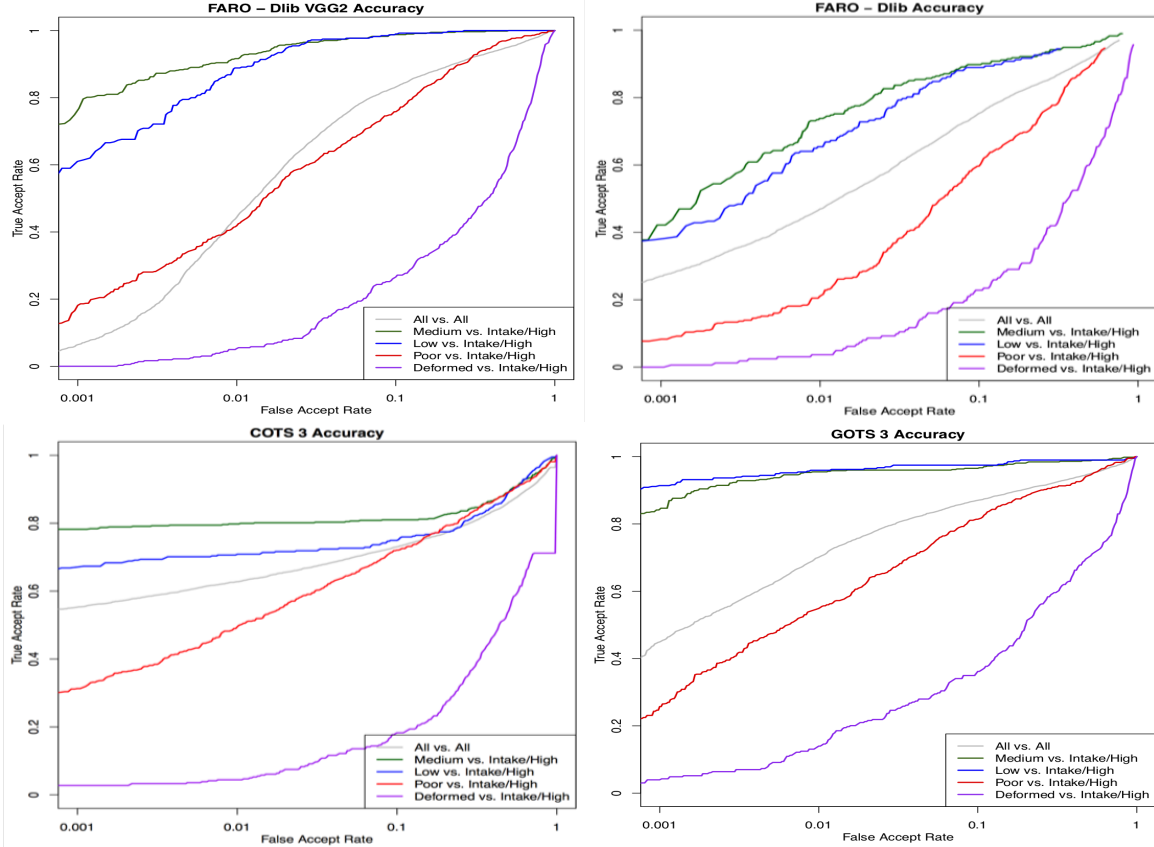 FARO – Dlib VGG2 Accuracy
True Accept Rate
1
0.8
0.6
0.4
0.2
0
All vs. All
Medium vs. Intake/High
Low vs. Intake/High
Poor vs. Intake/High
Deformed vs. Intake/High
0.001 0.01 0.1 1
False Accept Rate
FARO – Dlib Accuracy
True Accept Rate
1
0.8
0.6
0.4
0.2
0
All vs. All
Medium vs. Intake/High
Low vs. Intake/High
Poor vs. Intake/High
Deformed vs. Intake/High
0.001 0.01 0.1 1
False Accept Rate
COTS 3 Accuracy
True Accept Rate
1
0.8
0.6
0.4
0.2
0
All vs. All
Medium vs. Intake/High
Low vs. Intake/High
Poor vs. Intake/High
Deformed vs. Intake/High
0.001 0.01 0.1 1
False Accept Rate
GOTS 3 Accuracy
True Accept Rate
1
0.8
0.6
0.4
0.2
0
All vs. All
Medium vs. Intake/High
Low vs. Intake/High
Poor vs. Intake/High
Deformed vs. Intake/High
0.001 0.01 0.1 1
False Accept Rate